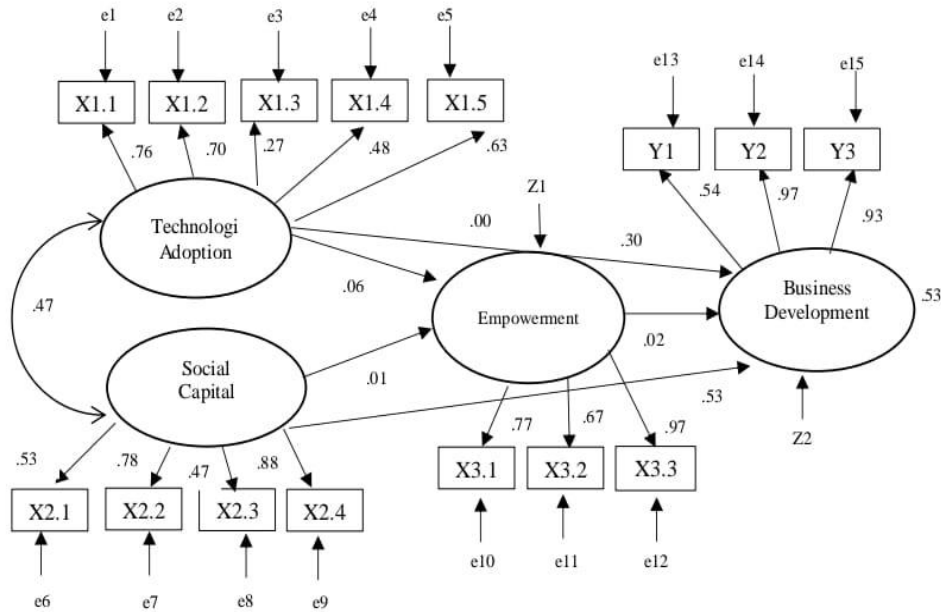 e1
e2
e3
e4
e5
X1.1
X1.2
X1.3
X1.4
X1.5
.76
.70
.27
.48
.63
e13
e14
e15
Y1
Y2
Y3
.54
.97
.93
Technologi
Adoption
Z1
.00
.30
.06
.47
Empowerment
Business
Development
.53
.02
Social
Capital
.01
.53
Z2
.53
.78
.47
.88
.77
.67
.97
X2.1
X2.2
X2.3
X2.4
X3.1
X3.2
X3.3
e6
e7
e8
e9
e10
e11
e12